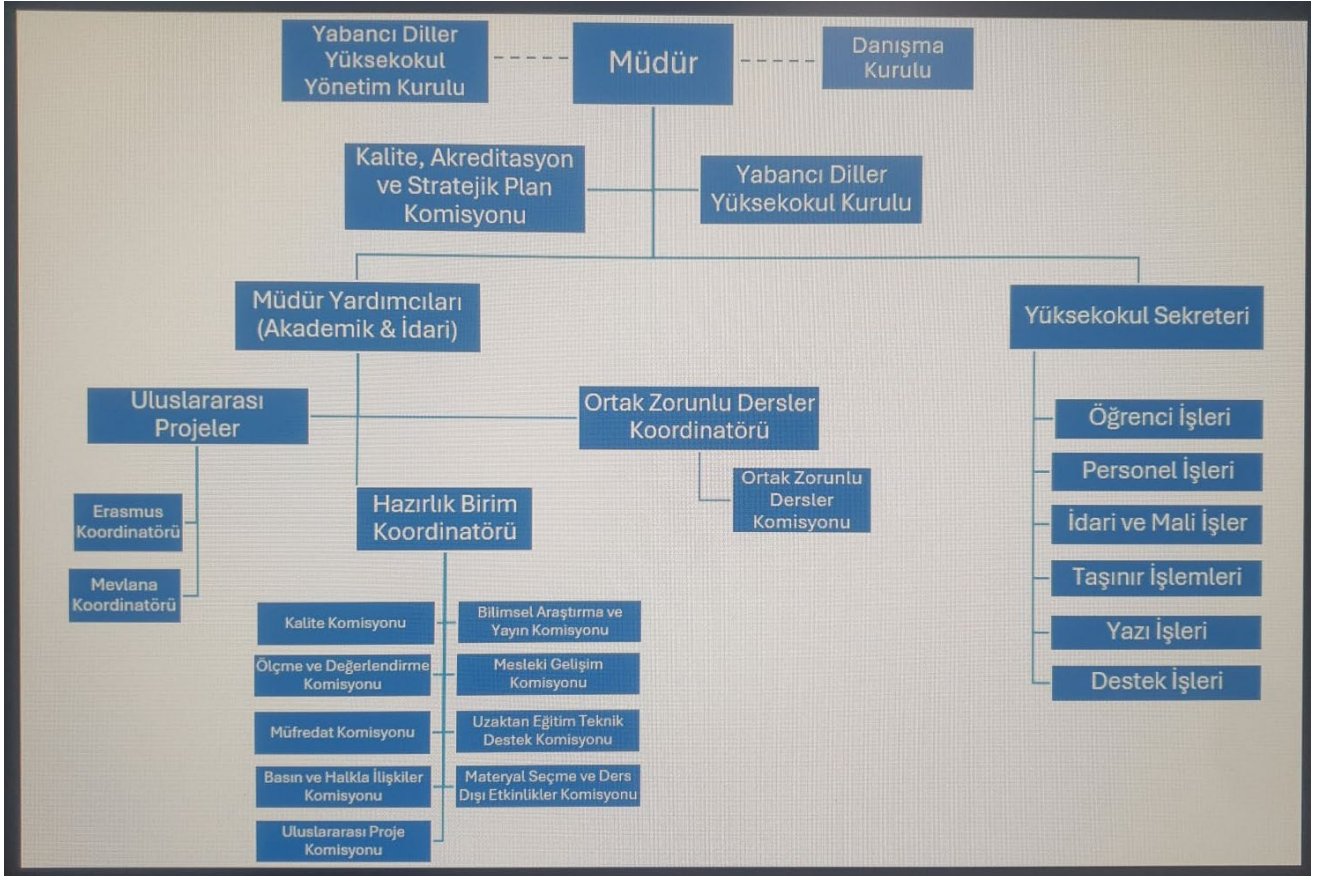 Yabancı Diller
Yüksekokul
Yönetim Kurulu
Müdür
Danışma
Kurulu
Kalite, Akreditasyon
ve Stratejik Plan
Komisyonu
Yabancı Diller
Yüksekokul Kurulu
Müdür Yardımcıları
(Akademik & İdari)
Yüksekokul Sekreteri
Uluslararası
Projeler
Ortak Zorunlu Dersler
Koordinatörü
Erasmus
Koordinatörü
Mevlana
Koordinatörü
Hazırlık Birim
Koordinatörü
Ortak Zorunlu
Dersler
Komisyonu
Kalite Komisyonu
Bilimsel Araştırma ve
Yayın Komisyonu
Ölçme ve Değerlendirme
Komisyonu
Mesleki Gelişim
Komisyonu
Müfredat Komisyonu
Uzaktan Eğitim Teknik
Destek Komisyonu
Basın ve Halkla İlişkiler
Komisyonu
Materyal Seçme ve Ders
Dışı Etkinlikler Komisyonu
Uluslararası Proje
Komisyonu
Öğrenci İşleri
Personel İşleri
İdari ve Mali İşler
Taşınır İşlemleri
Yazı İşleri
Destek İşleri